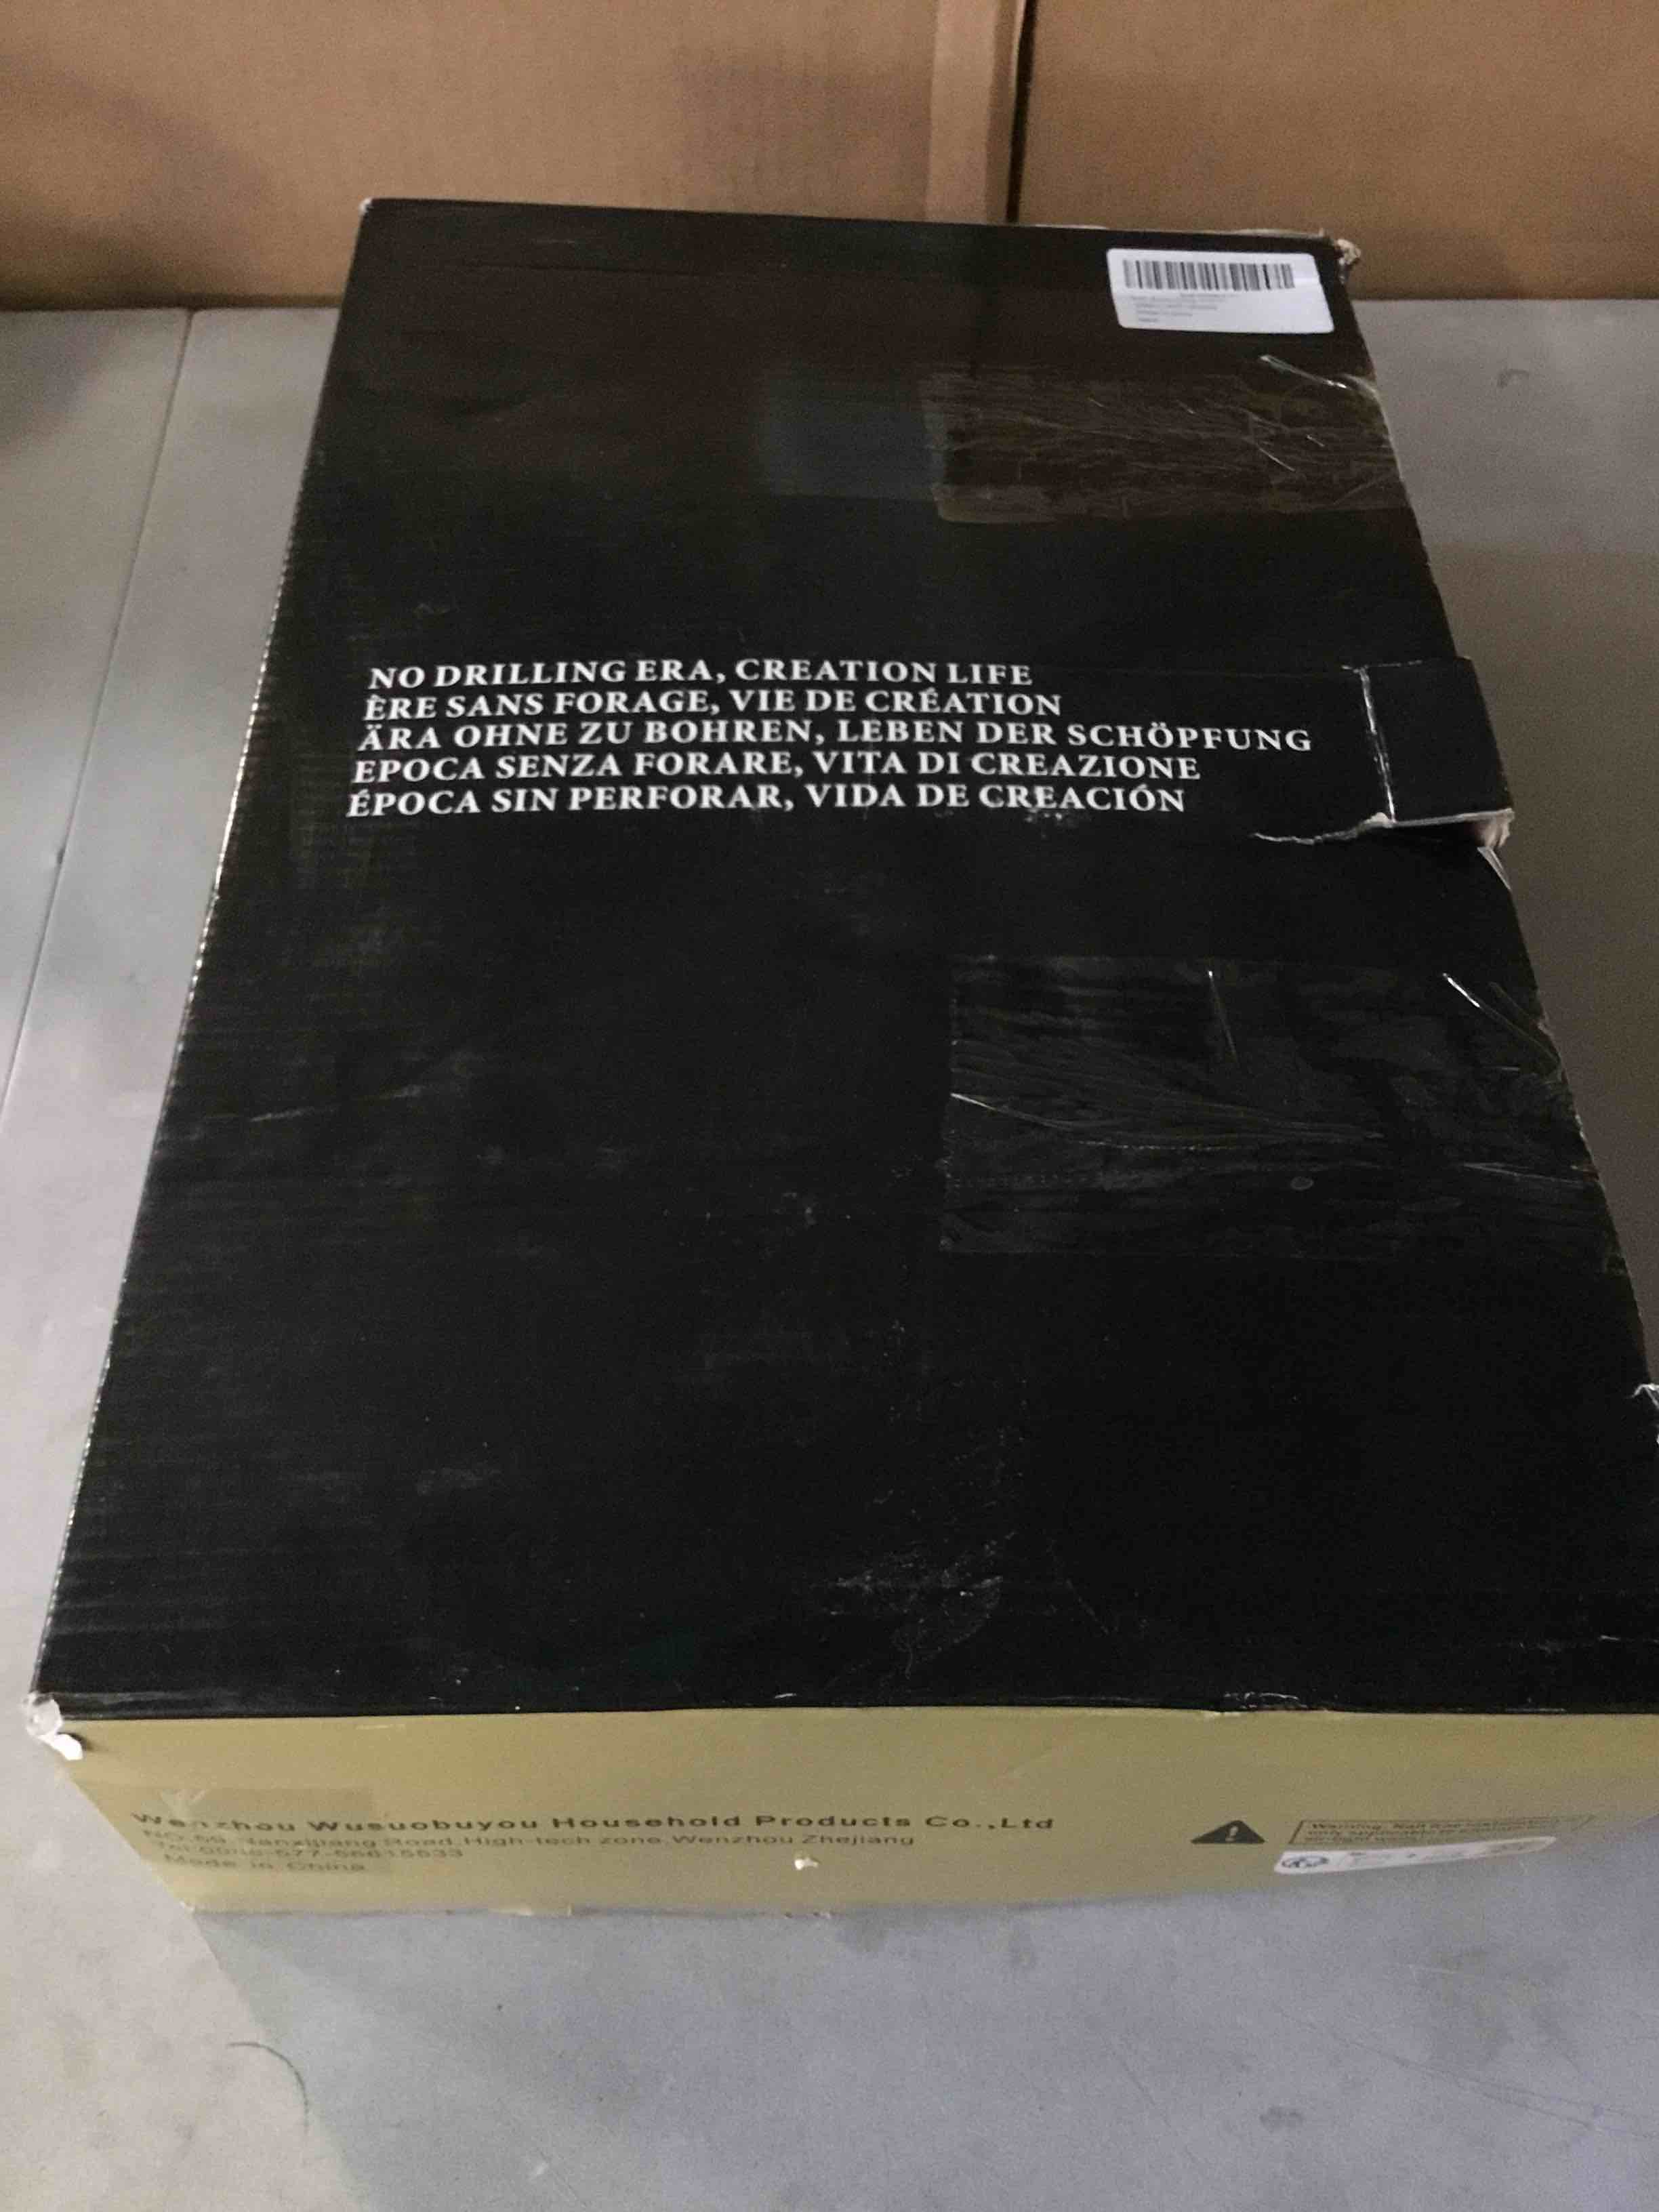 NO DRILLING ERA, CREATION LIFE
ÈRE SANS FORAGE, VIE DE CRÉATION
ÄRA OHNE ZU BOHREN, LEBEN DER SCHÖPFUNG
EPOCA SENZA FORARE, VITA DI CREAZIONE
ÉPOCA SIN PERFORAR, VIDA DE CREACIÓN
Wenzhou Wusuobuyou Household Products Co.,Ltd
Road,High-tech zone,Wenzhou Zhejiang
Made in China